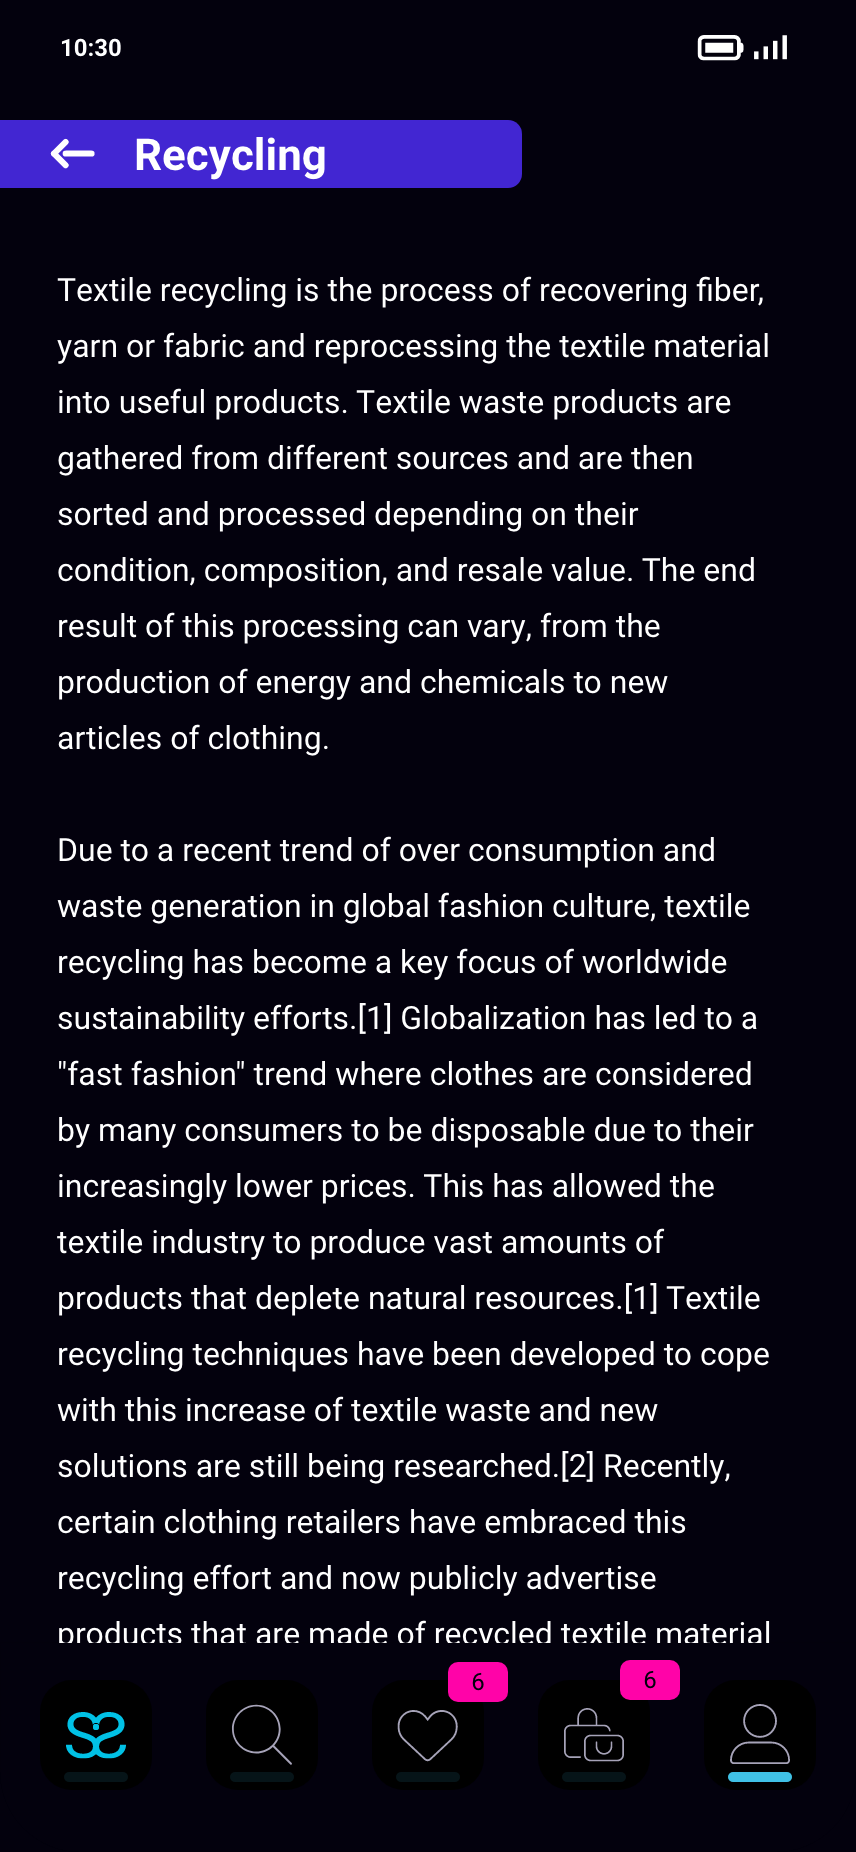 10:30
Recycling
Textile recycling is the process of recovering fiber,
yarn or fabric and reprocessing the textile material
into useful products. Textile waste products are
gathered from different sources and are then
sorted and processed depending on their
condition, composition, and resale value. The end
result of this processing can vary, from the
production of energy and chemicals to new
articles of clothing.
Due to a recent trend of over consumption and
waste generation in global fashion culture, textile
recycling has become a key focus of worldwide
sustainability efforts.[1] Globalization has led to a
"fast fashion" trend where clothes are considered
by many consumers to be disposable due to their
increasingly lower prices. This has allowed the
textile industry to produce vast amounts of
products that deplete natural resources.[1] Textile
recycling techniques have been developed to cope
with this increase of textile waste and new
solutions are still being researched.[2] Recently,
certain clothing retailers have embraced this
recycling effort and now publicly advertise
products that are made of recycled textile material
6
6